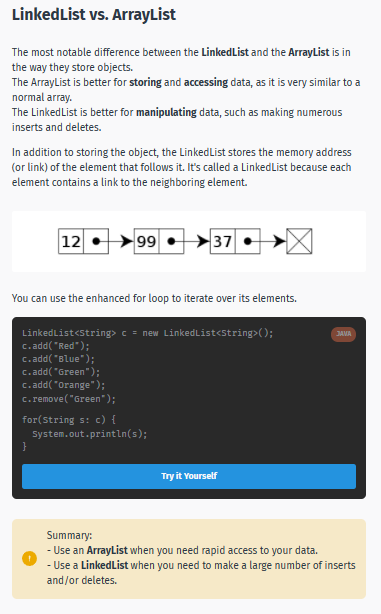 LinkedList vs. ArrayList
The most notable difference between the LinkedList and the ArrayList is in
the way they store objects.
The ArrayList is better for storing and accessing data, as it is very similar to a
normal array.
The LinkedList is better for manipulating data, such as making numerous
inserts and deletes.
In addition to storing the object, the LinkedList stores the memory address
(or link) of the element that follows it. It's called a LinkedList because each
element contains a link to the neighboring element.
12 99 37
You can use the enhanced for loop to iterate over its elements.
LinkedList<String> c = new LinkedList<String>(); JAVA
c.add("Red");
c.add("Blue");
c.add("Green");
c.add("Orange");
c.remove("Green");
for(String s: c) {
System.out.println(s);
}
Try it Yourself
Summary:
- Use an ArrayList when you need rapid access to your data.
- Use a LinkedList when you need to make a large number of inserts
and/or deletes.